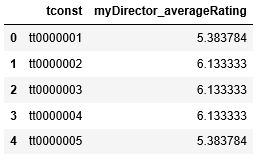 tconst myDirector_averageRating
0 tt0000001 5.383784
1 tt0000002 6.133333
2 tt0000003 6.133333
3 tt0000004 6.133333
4 tt0000005 5.383784